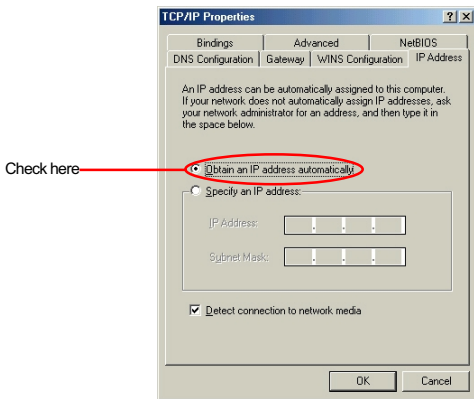 TCP/IP Properties
Bindings Advanced NetBIOS
DNS Configuration Gateway WINS Configuration IP Address
An IP address can be automatically assigned to this computer.
If your network does not automatically assign IP addresses, ask
your network administrator for an address, and then type it in
the space below.
Check here
Obtain an IP address automatically
Specify an IP address:
IP Address:
Subnet Mask:
Detect connection to network media
OK Cancel